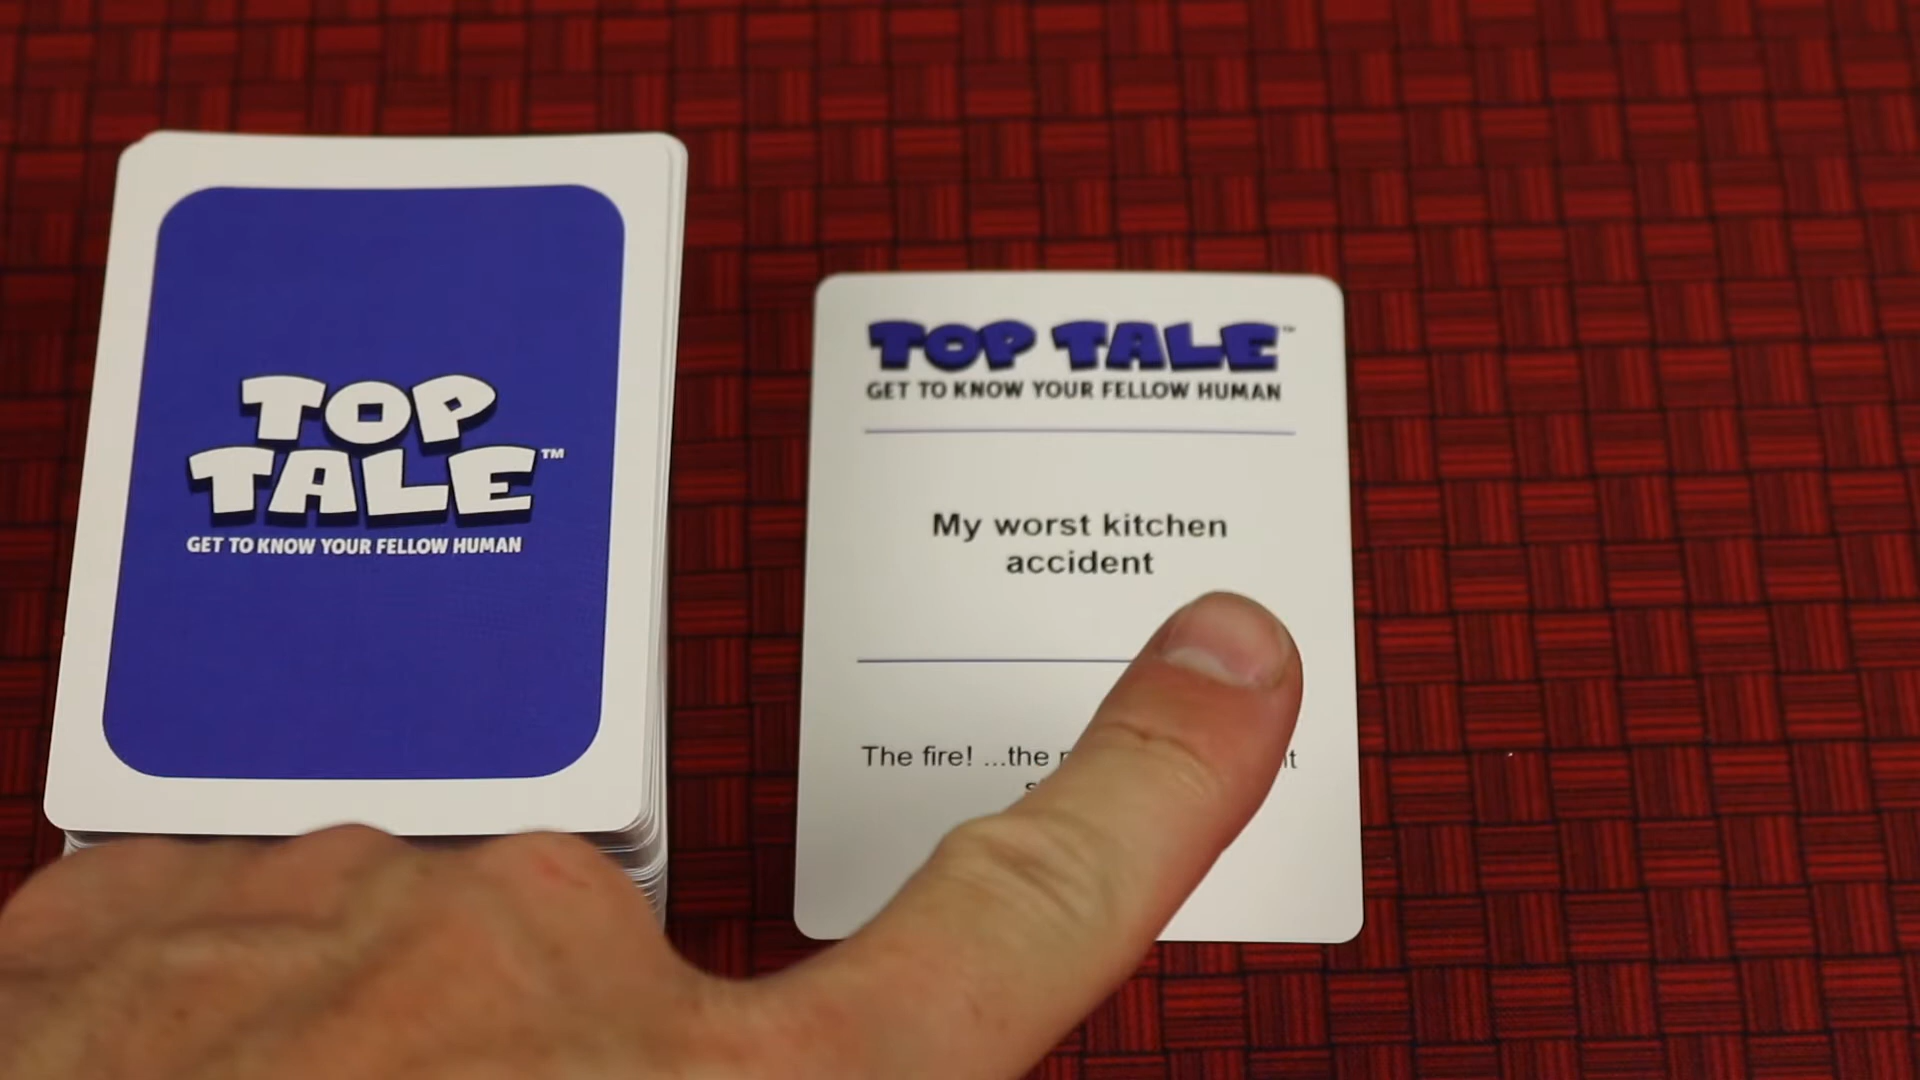 TOP
TALE™
GET TO KNOW YOUR FELLOW HUMAN
TOP TALE™
GET TO KNOW YOUR FELLOW HUMAN
My worst kitchen
accident
The fire! ...the